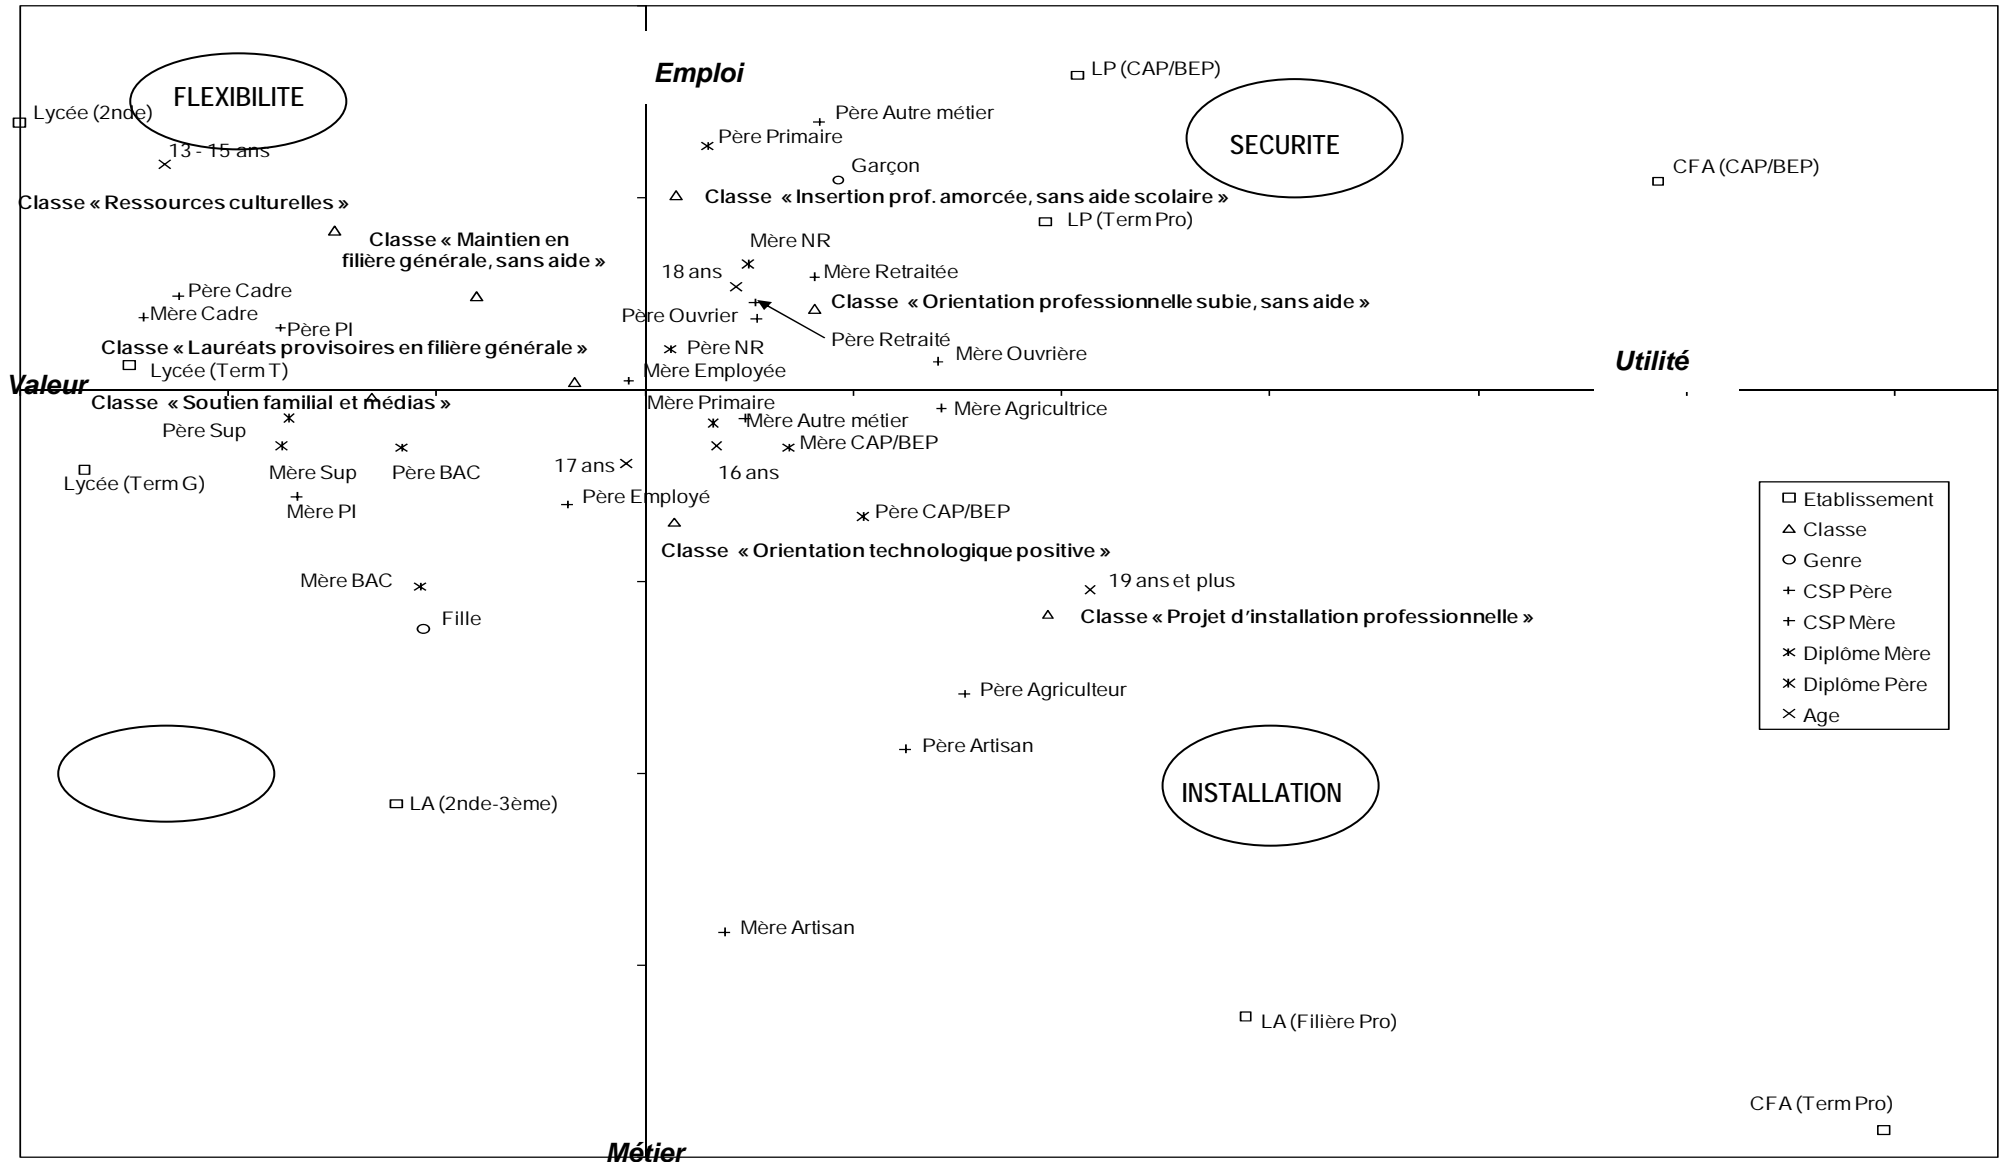 Emploi
LP (CAP/BEP)
FLEXIBILITE
Lycée (2nde)
Père Autre métier
Père Primaire
SECURITE
13 - 15 ans
Garçon
CFA (CAP/BEP)
Classe « Ressources culturelles »
Classe « Insertion prof. amorcée, sans aide scolaire »
LP (Term Pro)
Classe « Maintien en
filière générale, sans aide »
Mère NR
18 ans
Mère Retraitée
Père Cadre
Classe « Orientation professionnelle subie, sans aide »
Mère Cadre
Père Ouvrier
Père PI
Père Retraité
Classe « Lauréats provisoires en filière générale »
Père NR
Mère Ouvrière
Utilité
Lycée (Term T)
Mère Employée
Valeur
Classe « Soutien familial et médias »
Mère Primaire
Mère Agricultrice
Mère Autre métier
Père Sup
Mère CAP/BEP
Mère Sup
Père BAC
17 ans
16 ans
Lycée (Term G)
Père Employé
Mère PI
Père CAP/BEP
Classe « Orientation technologique positive »
Mère BAC
19 ans et plus
Fille
Classe « Projet d'installation professionnelle »
Etablissement
Classe
Genre
CSP Père
CSP Mère
Diplôme Mère
Diplôme Père
Age
Père Agriculteur
Père Artisan
INSTALLATION
LA (2nde-3ème)
Mère Artisan
LA (Filière Pro)
CFA (Term Pro)
Métier